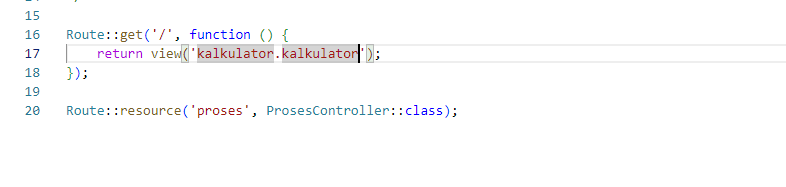 15
16 Route::get('/', function () {
17 return view('kalkulator.kalkulator');
18 });
19
20 Route::resource('proses', ProsesController::class);